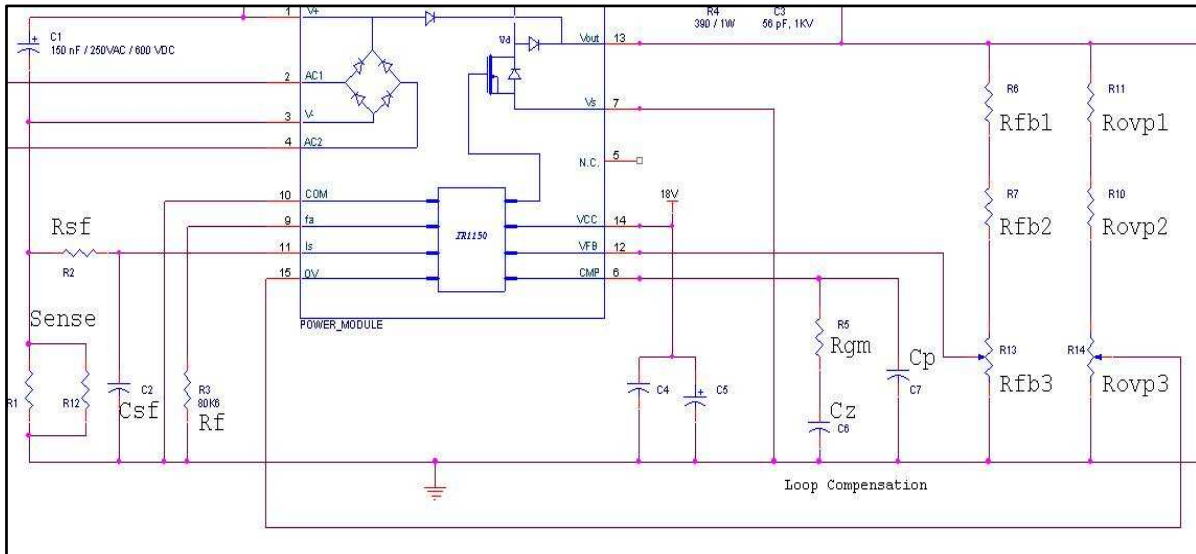 1
V+
R4
390 / 1W
C3
56 pF, 1KV
C1
150 nF / 250VAC / 600 VDC
Vd
Vout
13
2
AC1
R6
Rfb1
R11
Rovp1
Vs
7
3
V-
4
AC2
N.C.
5
18V
10
COM
R7
Rfb2
R10
Rovp2
Rsf
9
fa
VCC
14
IR1150
R2
11
Is
VFB
12
15
OV
CMP
6
Sense
POWER_MODULE
R5
Rgm
R13
Rfb3
R14
Rovp3
Cp
C7
R1
R12
C2
Csf
R3
80K6
Rf
C4
C5
Cz
C6
Loop Compensation